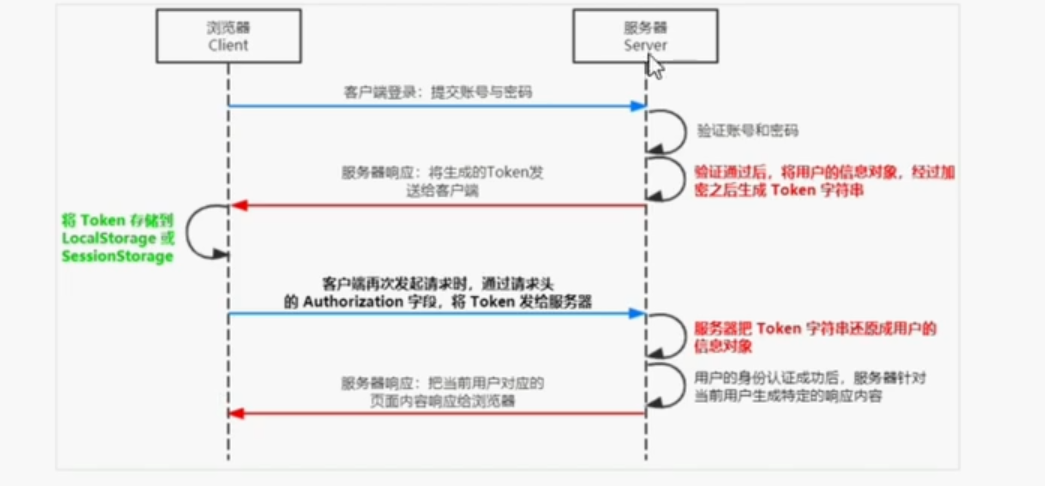 浏览器
Client
服务器
Server
客户端登录：提交账号与密码
验证账号和密码
服务器响应：将生成的Token发
送给客户端
验证通过后，将用户的信息对象，经过加
密之后生成 Token 字符串
将 Token 存储到
LocalStorage 或
SessionStorage
客户端再次发起请求时，通过请求头
的 Authorization 字段，将 Token 发给服务器
服务器把 Token 字符串还原成用户的
信息对象
服务器响应：把当前用户对应的
页面内容响应给浏览器
用户的身份认证成功后，服务器针对
当前用户生成特定的响应内容